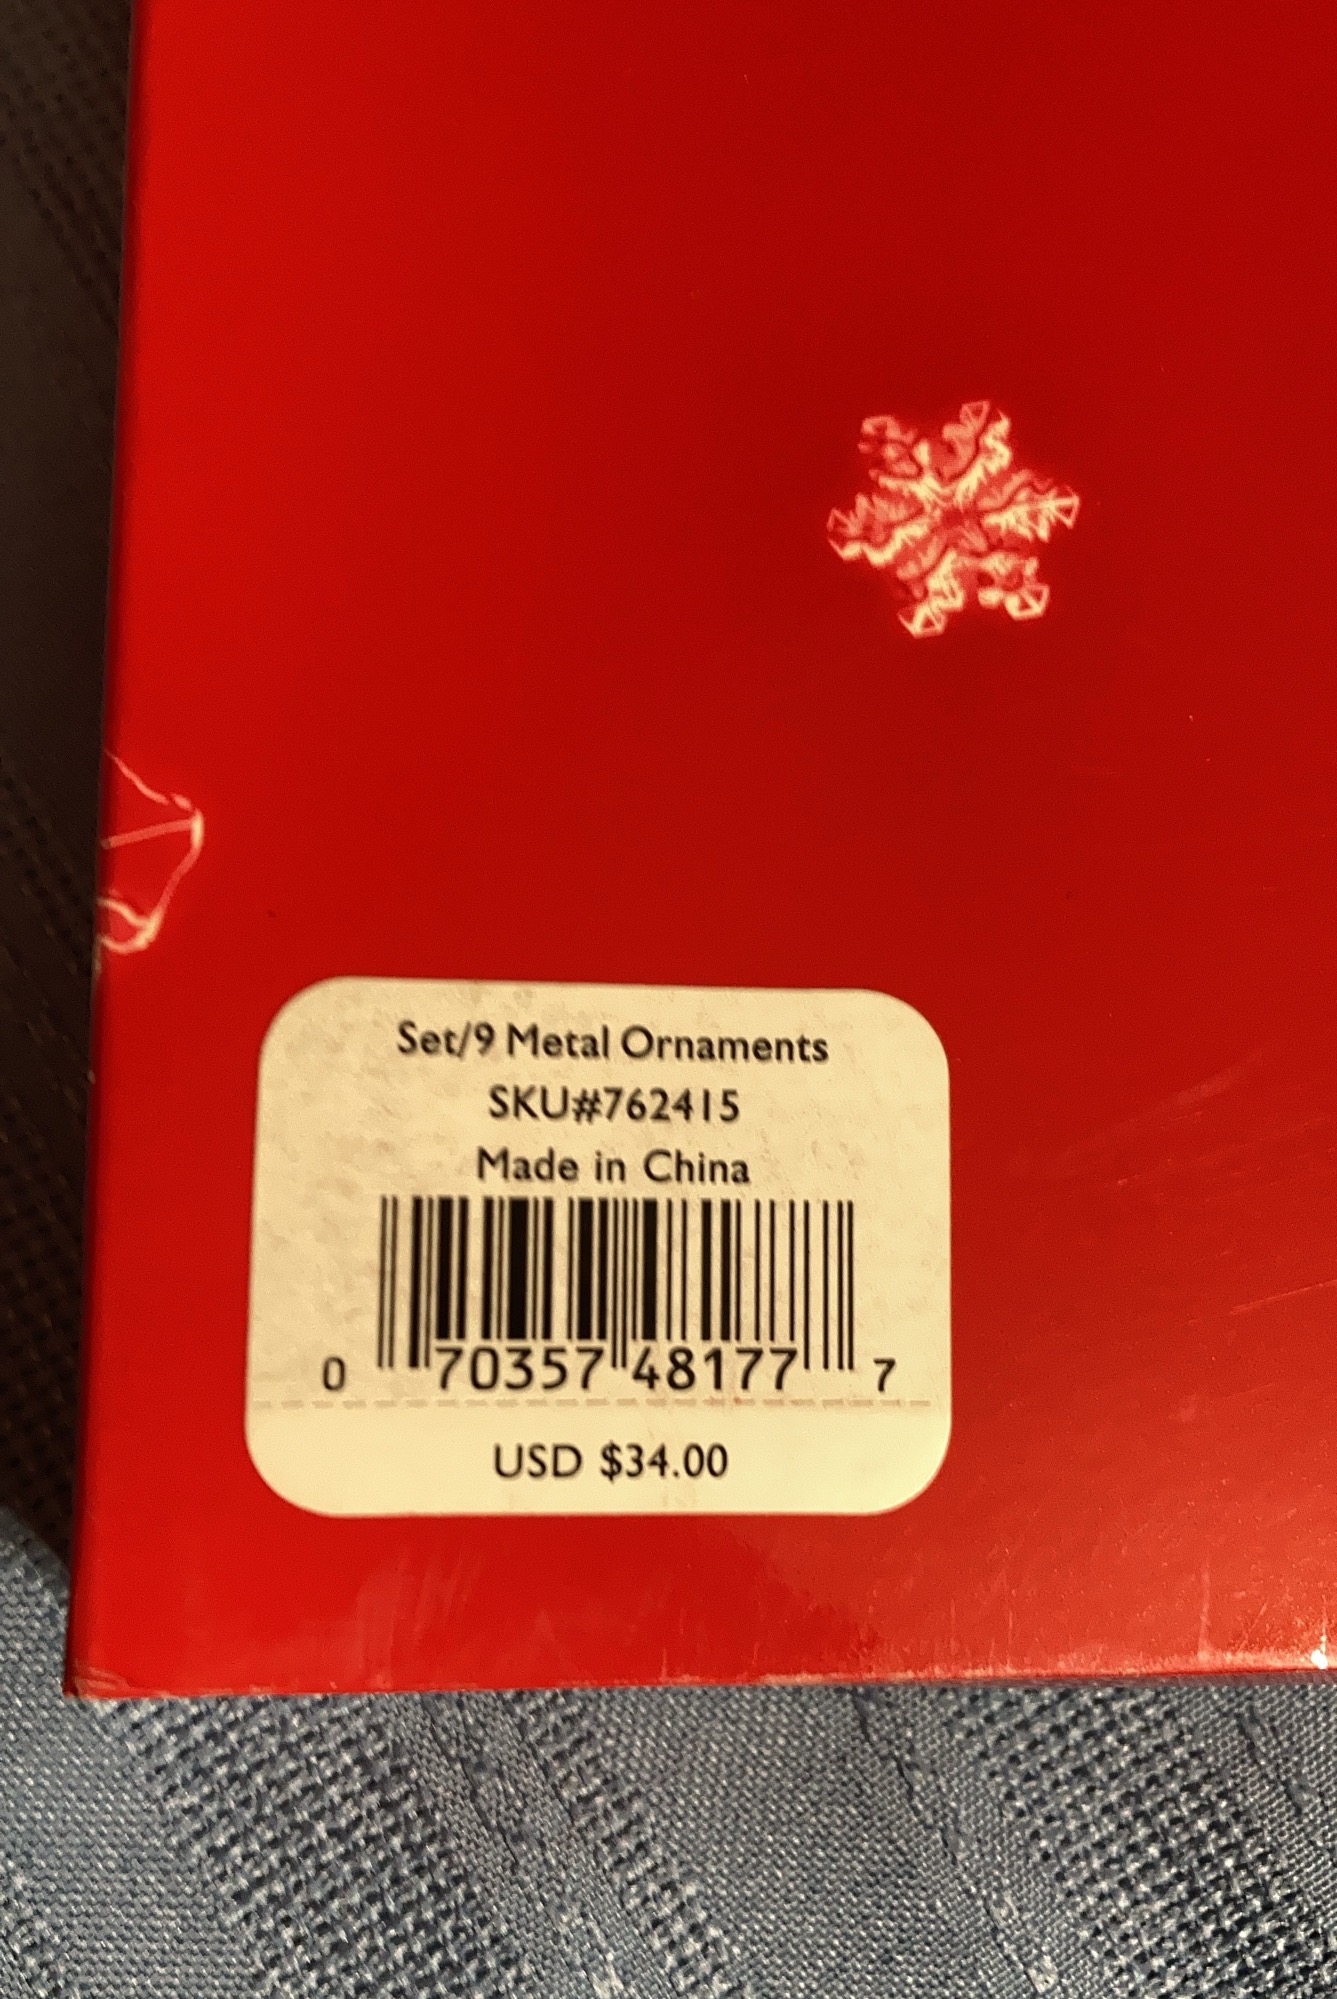 Set/9 Metal Ornaments
SKU#762415
Made in China
0 70357 48177 7
USD $34.00